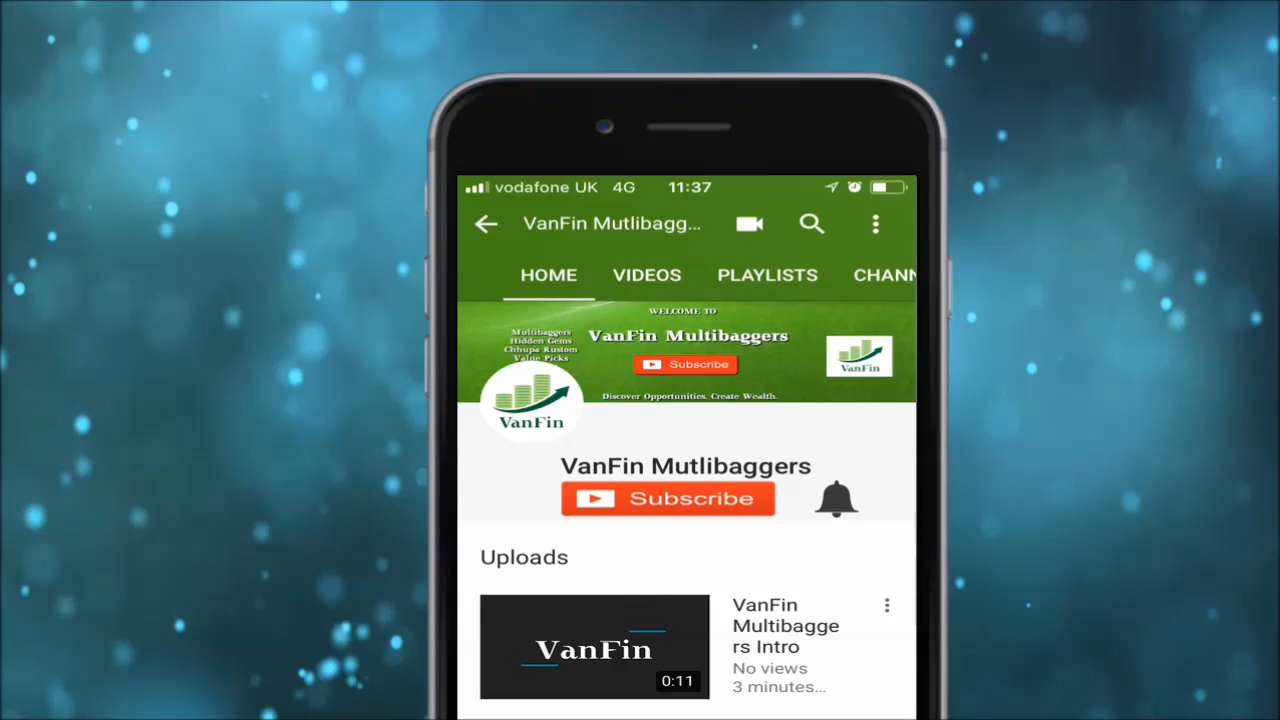 vodafone UK 4G 11:37
VanFin Mutlibagg...
HOME VIDEOS PLAYLISTS CHANN
WELCOME TO
VanFin Multibaggers
Subscribe
Discover Opportunities. Create Wealth.
Multibaggers
Hidden Gems
Chhupa Rustom
Value Picks
VanFin
VanFin
VanFin Mutlibaggers
Subscribe
Uploads
VanFin
0:11
VanFin
Multibagge
rs Intro
No views
3 minutes...